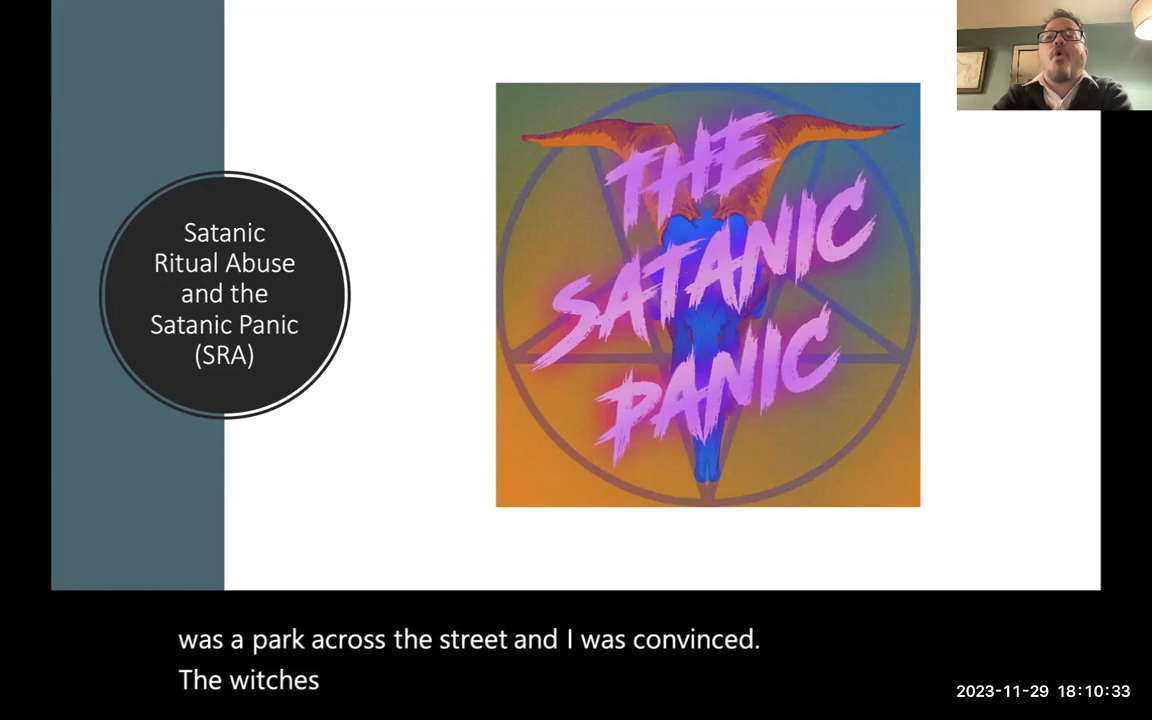 Satanic
Ritual Abuse
and the
Satanic Panic
(SRA)
THE
SATANIC
PANIC
was a park across the street and I was convinced.
The witches
2023-11-29 18:10:33